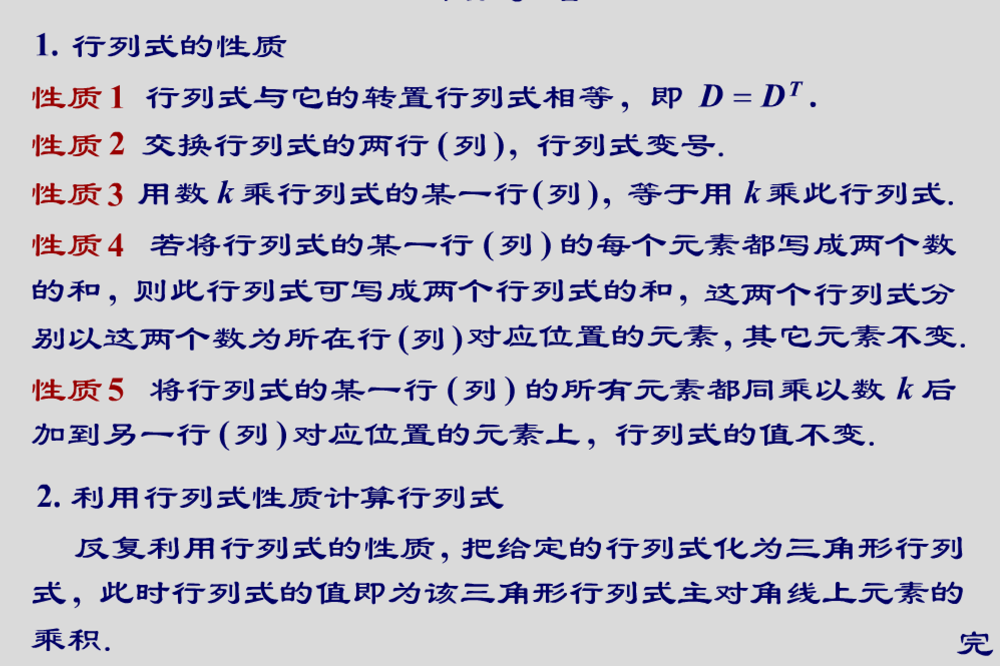 1. 行列式的性质
性质1 行列式与它的转置行列式相等, 即 D = Dᵀ.
性质2 交换行列式的两行(列), 行列式变号.
性质3 用数 k 乘行列式的某一行(列), 等于用 k 乘此行列式.
性质4 若将行列式的某一行(列)的每个元素都写成两个数
的和, 则此行列式可写成两个行列式的和, 这两个行列式分
别以这两个数为所在行(列)对应位置的元素, 其它元素不变.
性质5 将行列式的某一行(列)的所有元素都同乘以数 k 后
加到另一行(列)对应位置的元素上, 行列式的值不变.
2. 利用行列式性质计算行列式
反复利用行列式的性质, 把给定的行列式化为三角形行列
式, 此时行列式的值即为该三角形行列式主对角线上元素的
乘积.
完